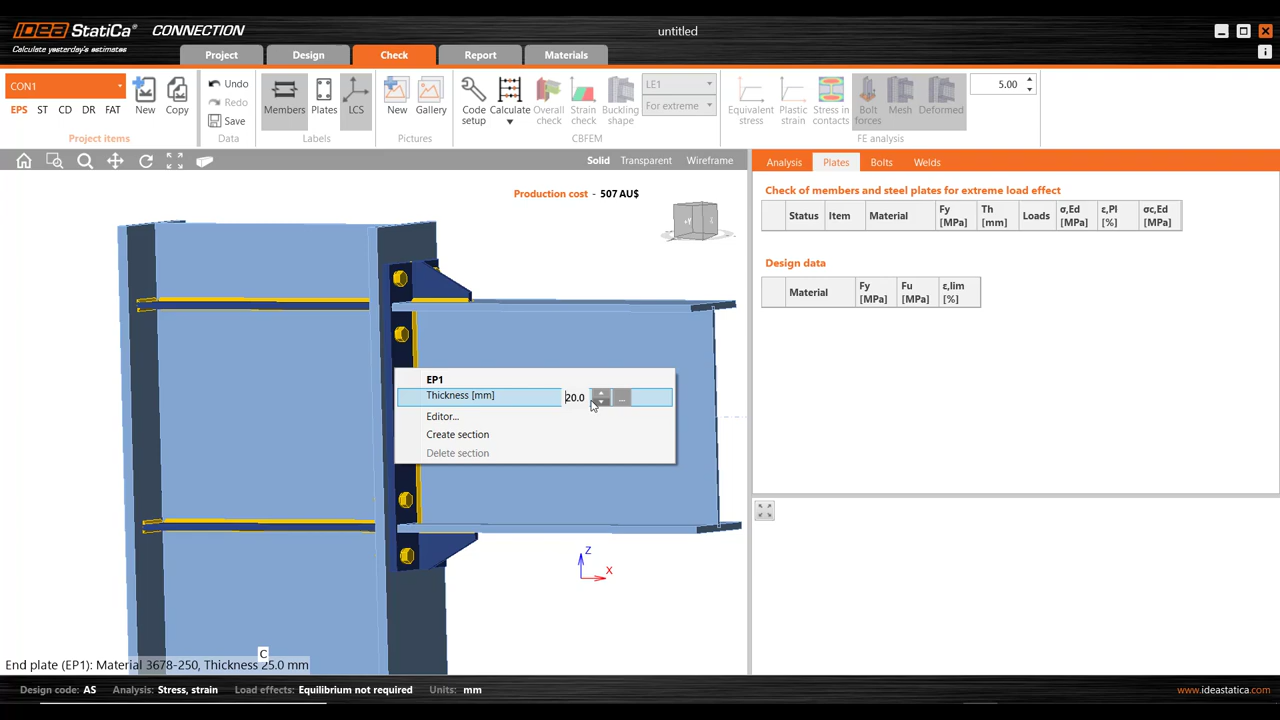 IDEA StatiCa® CONNECTION
Calculate yesterday's estimates
untitled
Project Design Check Report Materials
CON1
EPS ST CD DR FAT
New
Copy
Undo
Redo
Save
Members
Plates
LCS
New
Gallery
Code setup
Calculate
Overall check
Strain check
Buckling shape
LE1
For extreme
Equivalent stress
Plastic strain
Stress in contacts
Bolt forces
Mesh
Deformed
5.00
Project items
Data
Labels
Pictures
CBFEM
FE analysis
Solid Transparent Wireframe
Analysis Plates Bolts Welds
Production cost - 507 AU$
Check of members and steel plates for extreme load effect
Status Item Material Fy [MPa] Th [mm] Loads σ,Ed [MPa] ε,Pl [%] σc,Ed [MPa]
Design data
Material Fy [MPa] Fu [MPa] ε,lim [%]
EP1
Thickness [mm] 20.0 ...
Editor...
Create section
Delete section
Z
X
C
End plate (EP1): Material 3678-250, Thickness 25.0 mm
Design code: AS Analysis: Stress, strain Load effects: Equilibrium not required Units: mm
www.ideastatica.com